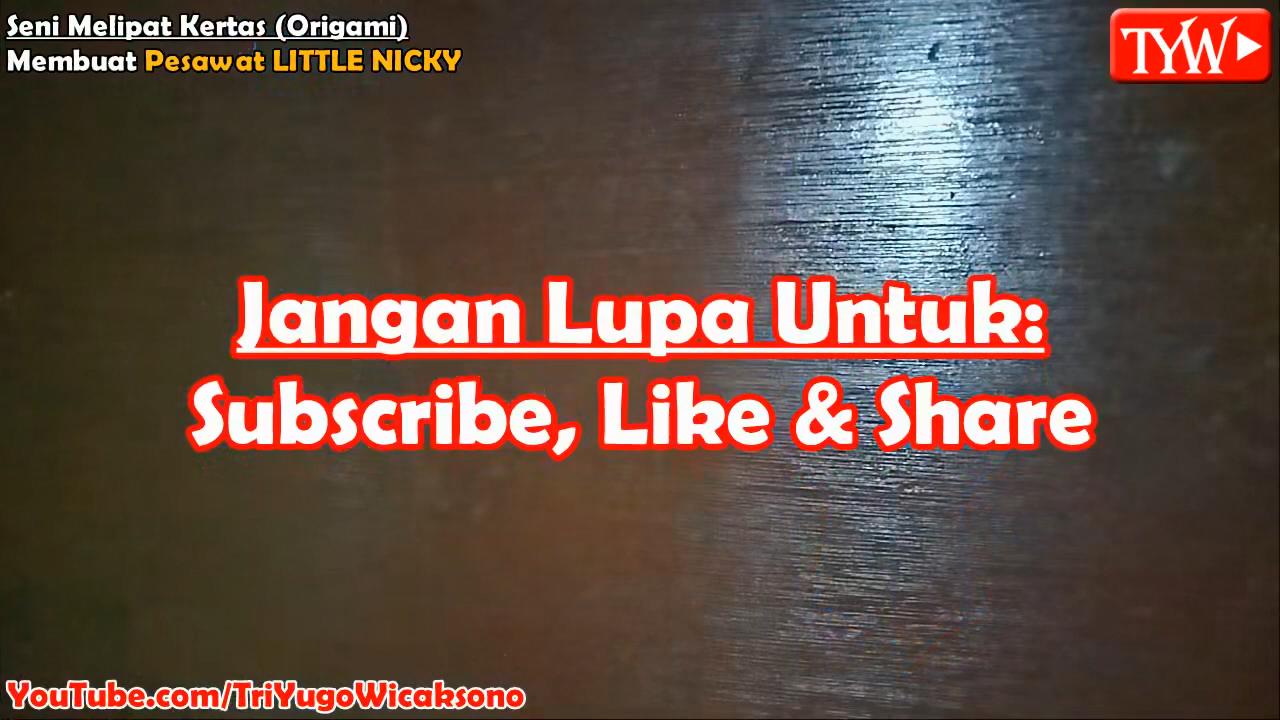 Seni Melipat Kertas (Origami)
Membuat Pesawat LITTLE NICKY
TYW
Jangan Lupa Untuk:
Subscribe, Like & Share
YouTube.com/TriYugoWicaksono